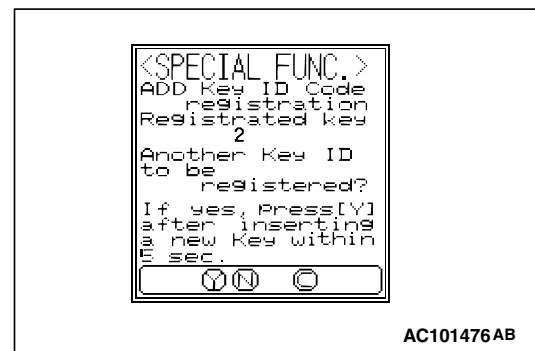 <SPECIAL FUNC.>
ADD Key ID Code
registration
Registrated key
2
Another Key ID
to be
registered?
If yes, Press[Y]
after inserting
a new Key within
5 sec.
Y N C
AC101476AB